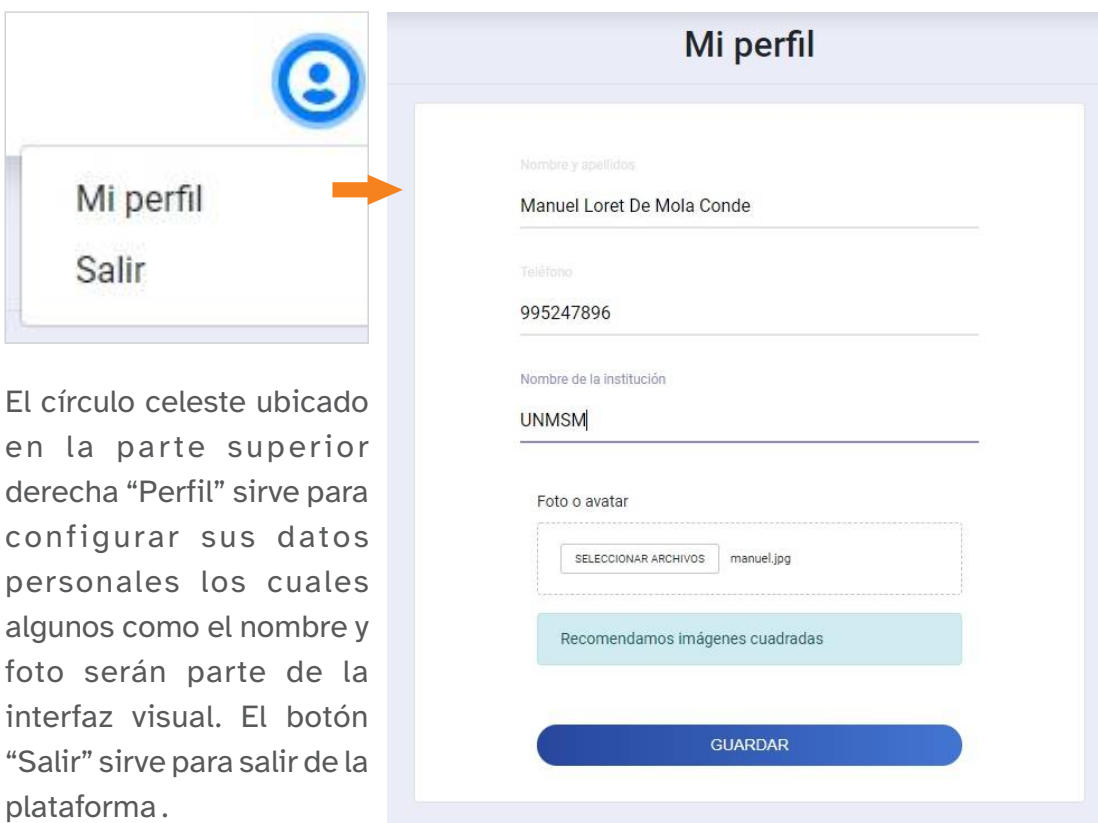 Mi perfil
Salir
El círculo celeste ubicado
en la parte superior
derecha “Perfil” sirve para
configurar sus datos
personales los cuales
algunos como el nombre y
foto serán parte de la
interfaz visual. El botón
“Salir” sirve para salir de la
plataforma .
Mi perfil
Nombre y apellidos
Manuel Loret De Mola Conde
Teléfono
995247896
Nombre de la institución
UNMSM
Foto o avatar
SELECCIONAR ARCHIVOS manuel.jpg
Recomendamos imágenes cuadradas
GUARDAR